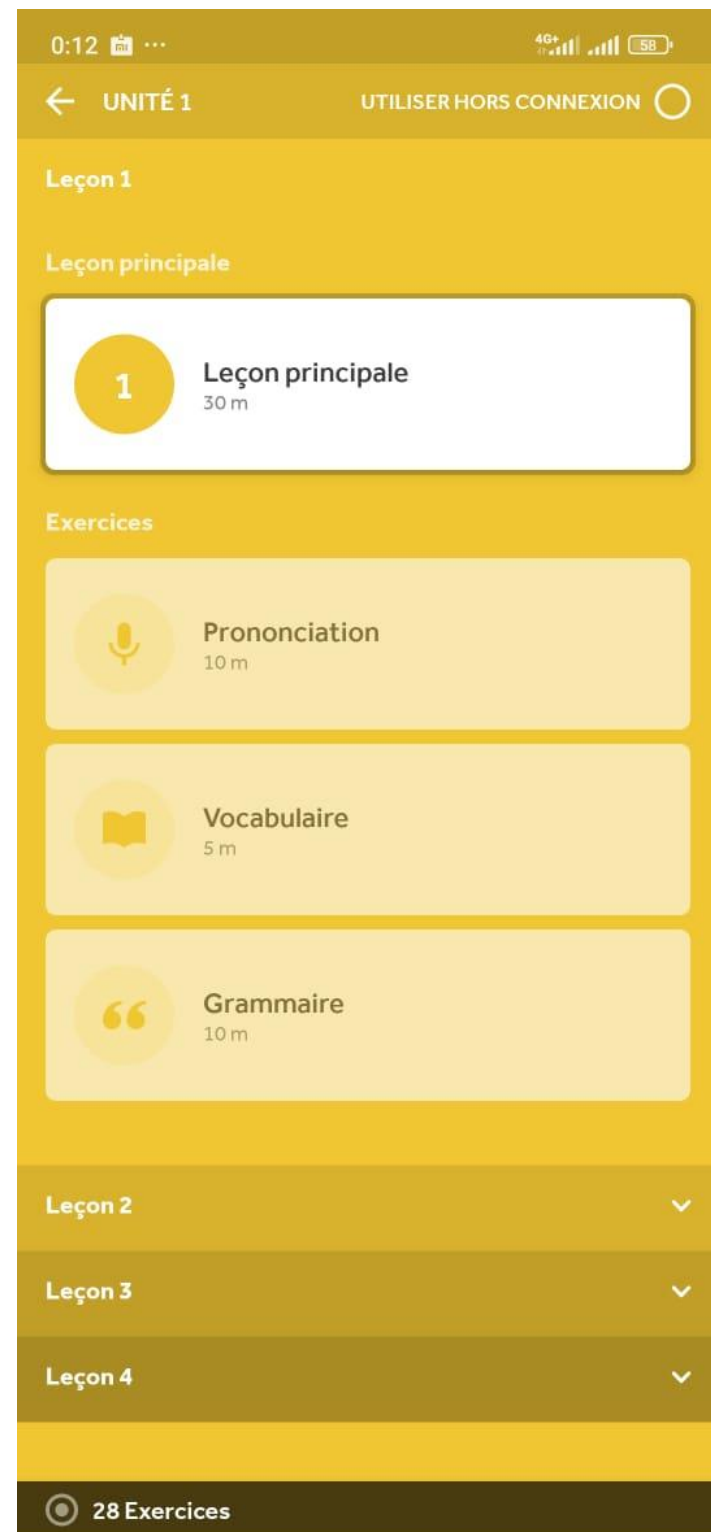 0:12 ... 4G+ 58
UNITÉ 1 UTILISER HORS CONNEXION
Leçon 1
Leçon principale
1
Leçon principale
30 m
Exercices
Prononciation
10 m
Vocabulaire
5 m
Grammaire
10 m
Leçon 2
Leçon 3
Leçon 4
28 Exercices